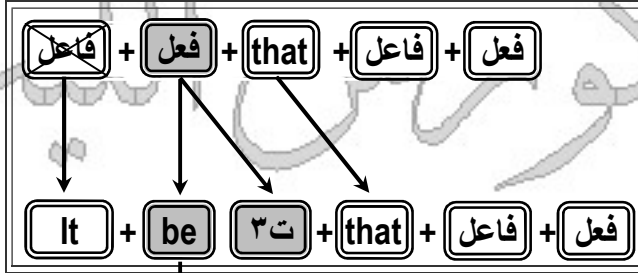 فاعل + فعل + that + فاعل + فعل
It + be ت٣ + that + فاعل + فعل